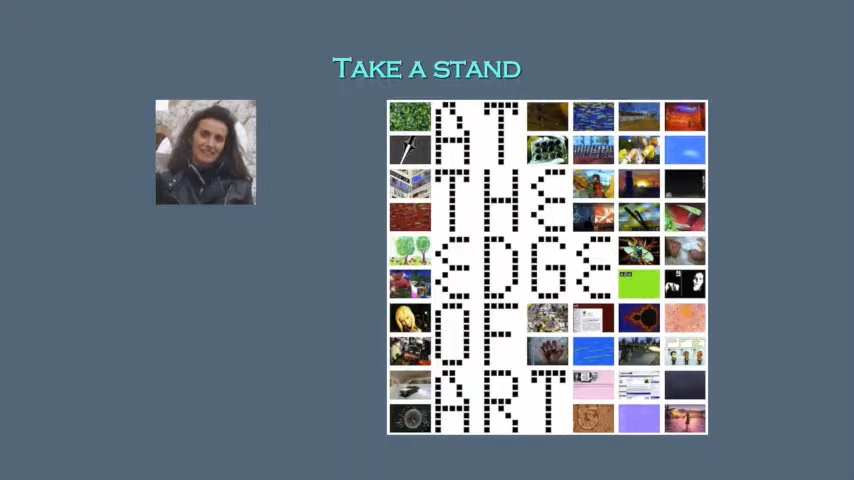 TAKE A STAND
AT
THE
EDGE
OF
ART